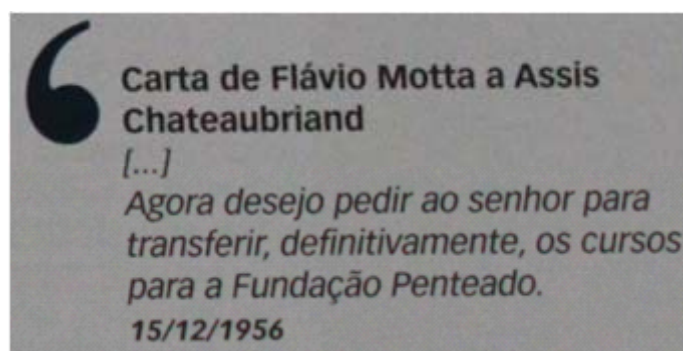 Carta de Flávio Motta a Assis
Chateaubriand
[...]
Agora desejo pedir ao senhor para
transferir, definitivamente, os cursos
para a Fundação Penteado.
15/12/1956